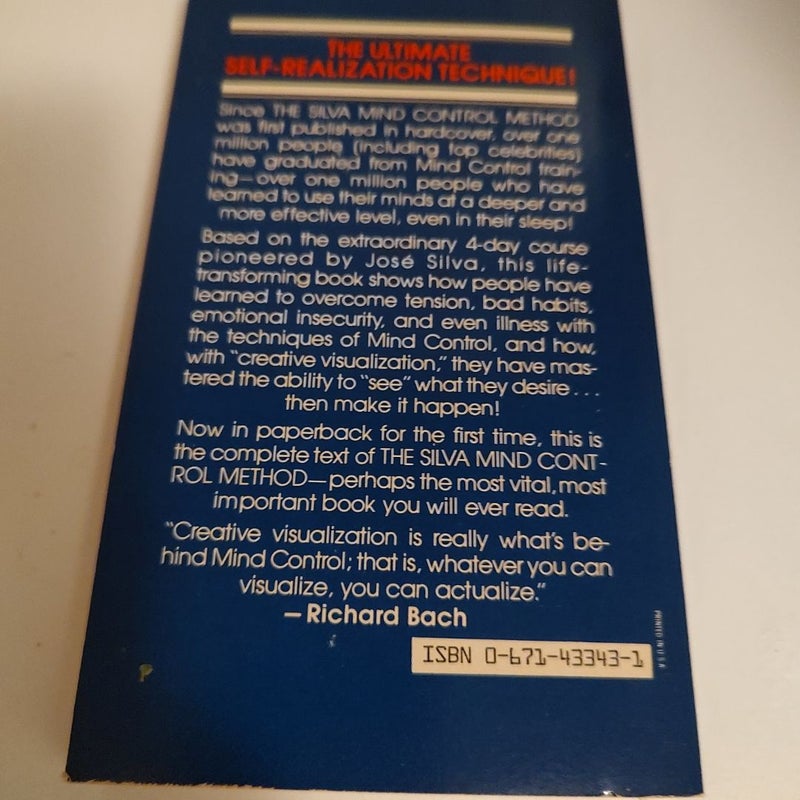 THE ULTIMATE
SELF-REALIZATION TECHNIQUE!
Since THE SILVA MIND CONTROL METHOD
was first published in hardcover, over one
million people (including top celebrities)
have graduated from Mind Control train-
ing—over one million people who have
learned to use their minds at a deeper and
more effective level, even in their sleep!
Based on the extraordinary 4-day course
pioneered by José Silva, this life-
transforming book shows how people have
learned to overcome tension, bad habits,
emotional insecurity, and even illness with
the techniques of Mind Control, and how,
with "creative visualization," they have mas-
tered the ability to "see" what they desire...
then make it happen!
Now in paperback for the first time, this is
the complete text of THE SILVA MIND CONT-
ROL METHOD—perhaps the most vital, most
important book you will ever read.
"Creative visualization is really what's be-
hind Mind Control; that is, whatever you can
visualize, you can actualize."
—Richard Bach
ISBN 0-671-43343-1
PRINTED IN U.S.A.